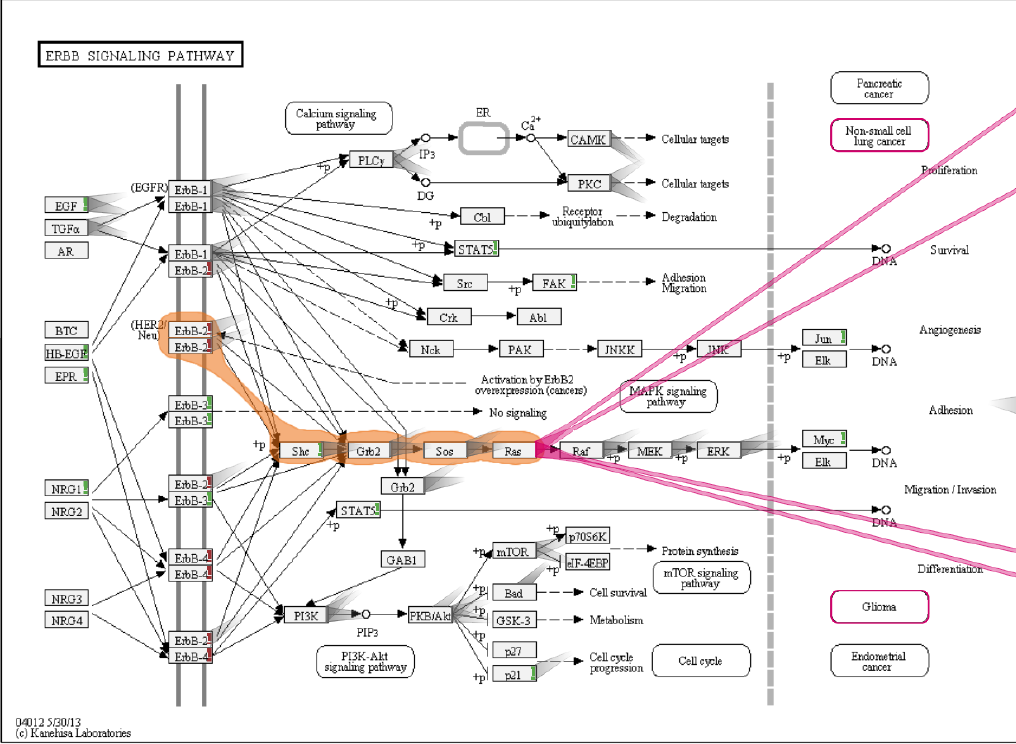 ERBB SIGNALING PATHWAY
Pancreatic
cancer
Calcium signaling
pathway
ER
Ca2+
Non-small cell
lung cancer
IP3
CAMK
Cellular targets
+p
PLCγ
Proliferation
(EGFR)
ErbB-1
ErbB-1
DG
PKC
Cellular targets
EGF
TGFα
AR
+p
Cbl
Receptor
ubiquitylation
Degradation
+p
STAT5
DNA
Survival
ErbB-1
ErbB-2
Src
+p
FAK
Adhesion
Migration
+p
Crk
Abl
BTC
HB-EGF
EPR
(HER2/
Neu)
ErbB-2
ErbB-2
Nck
PAK
JNKK
+p
JNK
+p
Jun
Elk
DNA
Angiogenesis
Activation by ErbB2
overexpression (cancers)
MAPK signaling
pathway
ErbB-3
ErbB-3
No signaling
Adhesion
+p
Shc
Grb2
Sos
Ras
Raf
+p
MEK
+p
ERK
+p
Myc
Elk
DNA
NRG1
NRG2
ErbB-2
ErbB-3
Grb2
Migration / Invasion
+p
STAT5
DNA
ErbB-4
ErbB-4
GAB1
+p
mTOR
+p
p70S6K
eIF-4EBP
+p
Protein synthesis
mTOR signaling
pathway
Differentiation
NRG3
NRG4
Bad
Cell survival
Glioma
PI3K
PIP3
PKB/Akt
GSK-3
Metabolism
ErbB-2
ErbB-4
PI3K-Akt
signaling pathway
+p
p27
+p
p21
Cell cycle
progression
Cell cycle
Endometrial
cancer
04012 5/30/13
(c) Kanehisa Laboratories